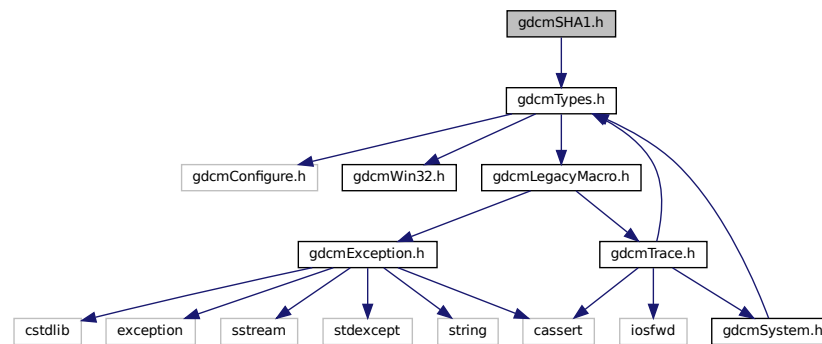 gdcmSHA1.h
gdcmTypes.h
gdcmConfigure.h
gdcmWin32.h
gdcmLegacyMacro.h
gdcmException.h
gdcmTrace.h
cstdlib
exception
sstream
stdexcept
string
cassert
iosfwd
gdcmSystem.h